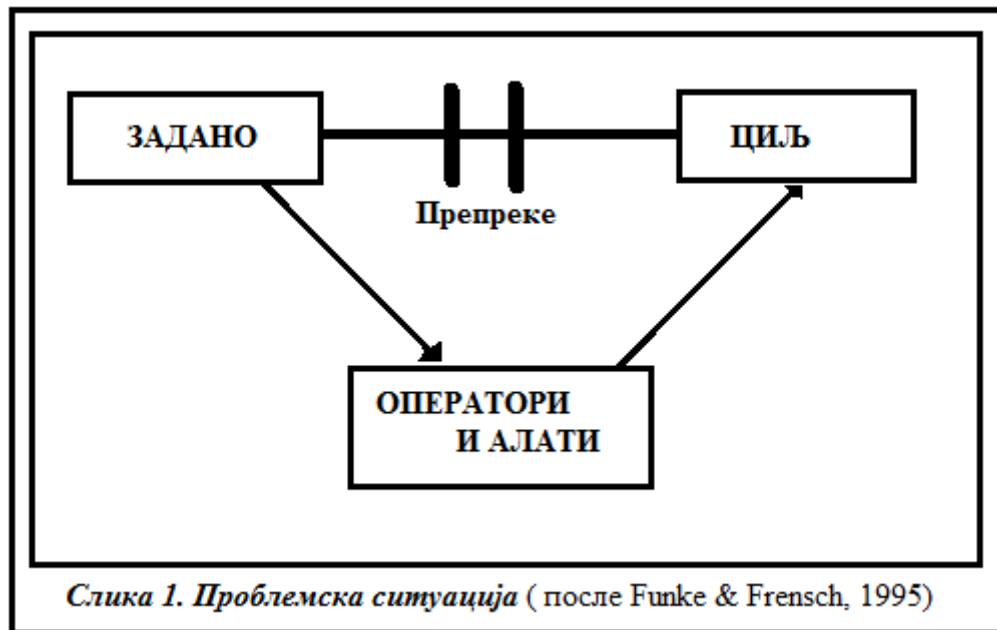 ЗАДАНО
ЦИЉ
Препреке
ОПЕРАТОРИ
И АЛАТИ
Слика 1. Проблемска ситуација ( после Funke & Frensch, 1995)